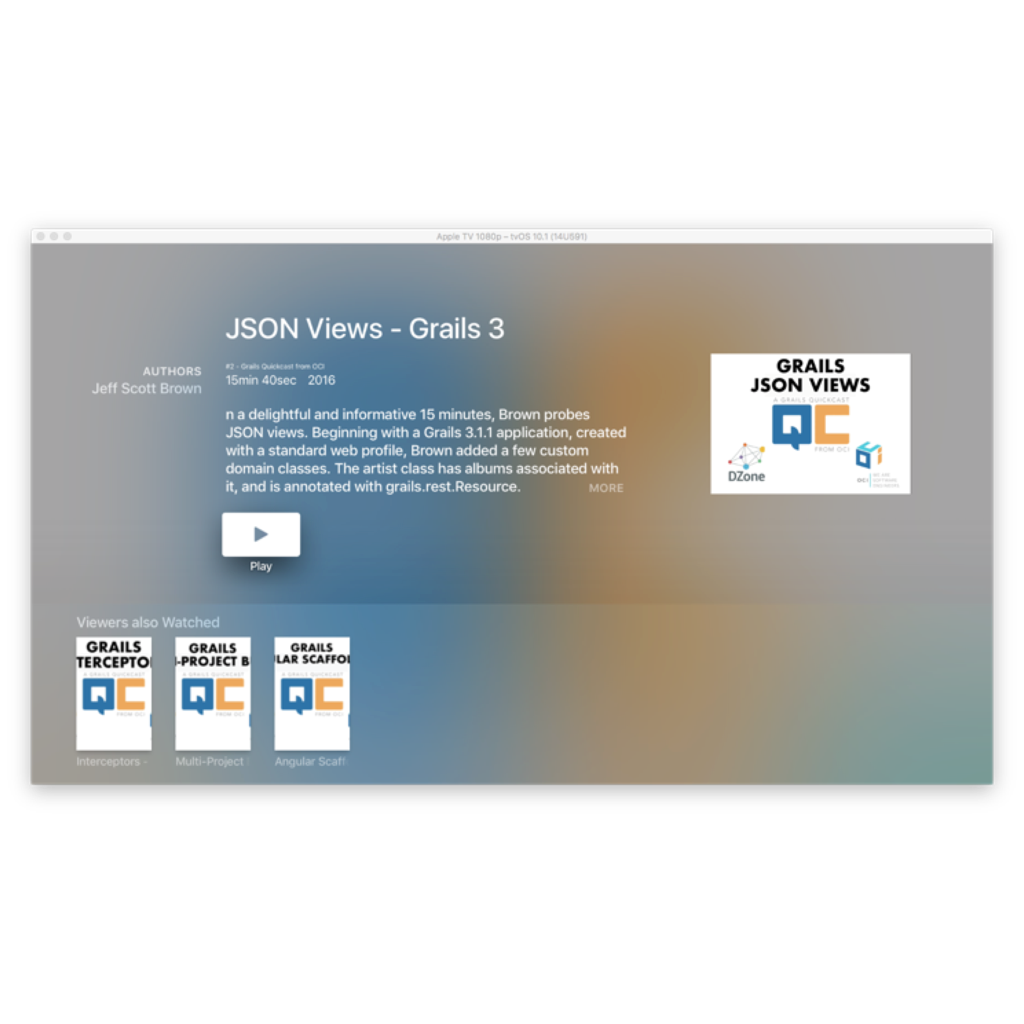 Apple TV 1080p – tvOS 10.1 (14U591)
JSON Views - Grails 3
AUTHORS
Jeff Scott Brown
#2 - Grails Quickcast from OCI
15min 40sec 2016
n a delightful and informative 15 minutes, Brown probes
JSON views. Beginning with a Grails 3.1.1 application, created
with a standard web profile, Brown added a few custom
domain classes. The artist class has albums associated with
it, and is annotated with grails.rest.Resource.
MORE
Play
GRAILS
JSON VIEWS
A GRAILS QUICKCAST
QC
FROM OCI
DZone
OCI
WE ARE
SOFTWARE
ENGINEERS
Viewers also Watched
GRAILS
TERCEPTO
A GRAILS QUICKCAST
QC
FROM OCI
Interceptors -
GRAILS
I-PROJECT B
A GRAILS QUICKCAST
QC
FROM OCI
Multi-Project
GRAILS
LAR SCAFFOL
A GRAILS QUICKCAST
QC
FROM OCI
Angular Scaff